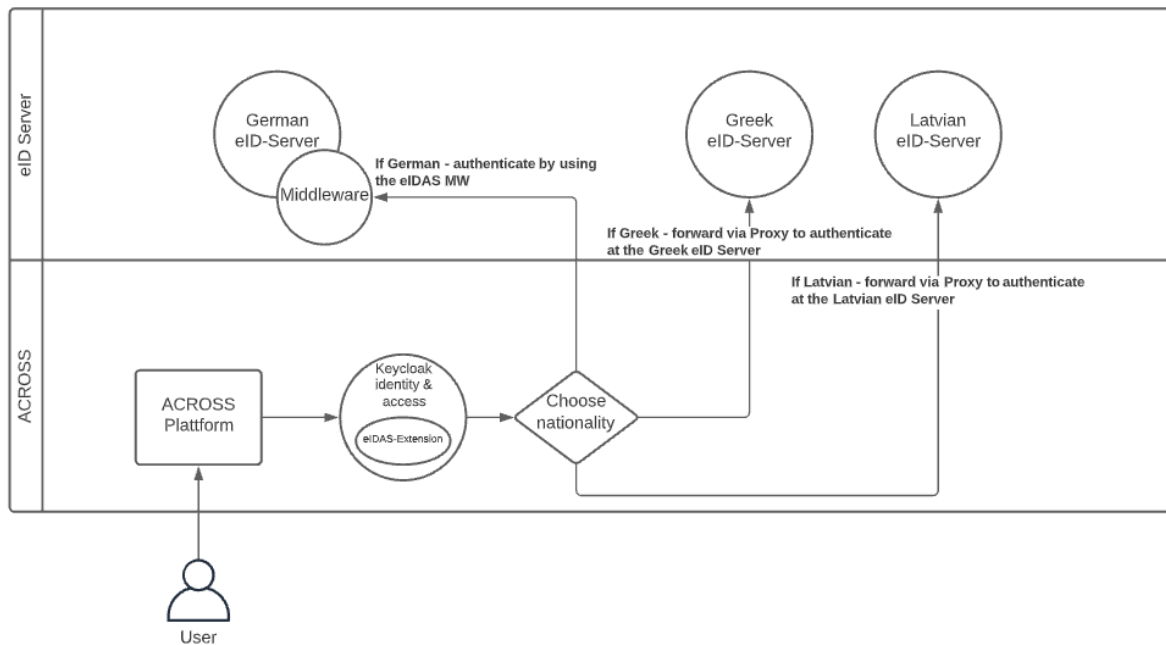 eID Server
German
eID-Server
Middleware
If German - authenticate by using
the eIDAS MW
Greek
eID-Server
Latvian
eID-Server
If Greek - forward via Proxy to authenticate
at the Greek eID Server
If Latvian - forward via Proxy to authenticate
at the Latvian eID Server
ACROSS
ACROSS
Plattform
Keycloak
identity &
access
eIDAS-Extension
Choose
nationality
User